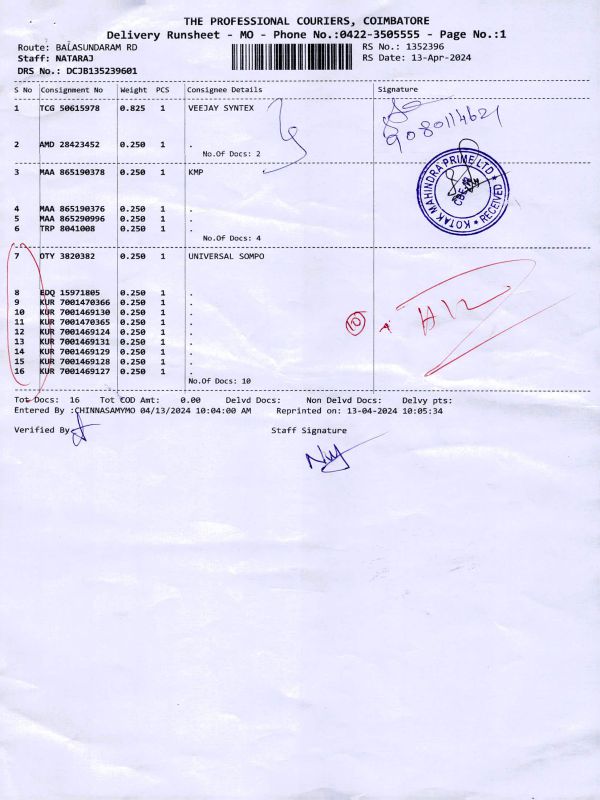 THE PROFESSIONAL COURIERS, COIMBATORE
Delivery Runsheet - MO - Phone No.:0422-3505555 - Page No.:1
Route: BALASUNDARAM RD
RS No.: 1352396
Staff: NATARAJ
RS Date: 13-Apr-2024
DRS No.: DCJB135239601
S No Consignment No Weight PCS Consignee Details Signature
1 TCG 50615978 0.825 1 VEEJAY SYNTEX
9080114621
2 AMD 28423452 0.250 1 .
No.Of Docs: 2
3 MAA 865190378 0.250 1 KMP
KOTAK MAHINDRA PRIME LTD * RECEIVED *
4 MAA 865190376 0.250 1 .
5 MAA 865290996 0.250 1 .
6 TRP 8041008 0.250 1 .
No.Of Docs: 4
7 OTY 3820382 0.250 1 UNIVERSAL SOMPO
8 EDQ 15971805 0.250 1 .
9 KUR 7001470366 0.250 1 .
10 KUR 7001469130 0.250 1 .
11 KUR 7001470365 0.250 1 .
10
12 KUR 7001469124 0.250 1 .
13 KUR 7001469131 0.250 1 .
14 KUR 7001469129 0.250 1 .
15 KUR 7001469128 0.250 1 .
16 KUR 7001469127 0.250 1 .
No.Of Docs: 10
Tot Docs: 16 Tot COD Amt: 0.00 Delvd Docs: Non Delvd Docs: Delvy pts:
Entered By :CHINNASAMYMO 04/13/2024 10:04:00 AM Reprinted on: 13-04-2024 10:05:34
Verified By
Staff Signature